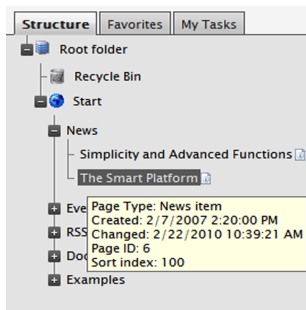 Structure Favorites My Tasks
Root folder
Recycle Bin
Start
News
Simplicity and Advanced Functions
The Smart Platform
Page Type: News item
Eve Created: 2/7/2007 2:20:00 PM
RSS Changed: 2/22/2010 10:39:21 AM
Page ID: 6
Doc Sort index: 100
Examples